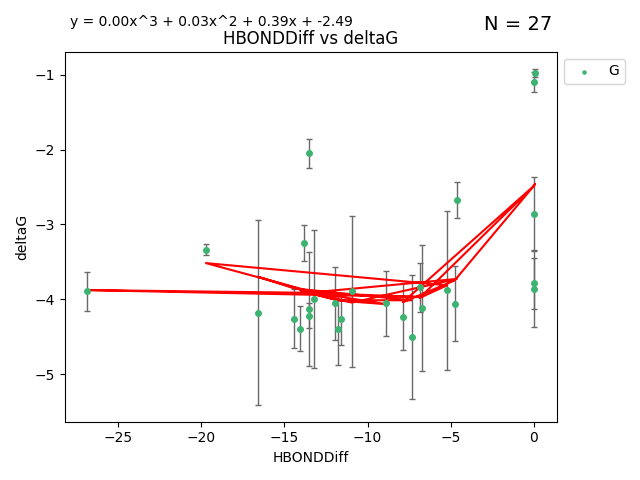 y = 0.00x^3 + 0.03x^2 + 0.39x + -2.49
N = 27
HBONDDiff vs deltaG
G
−1
−2
−3
−4
−5
deltaG
−25
−20
−15
−10
−5
0
HBONDDiff